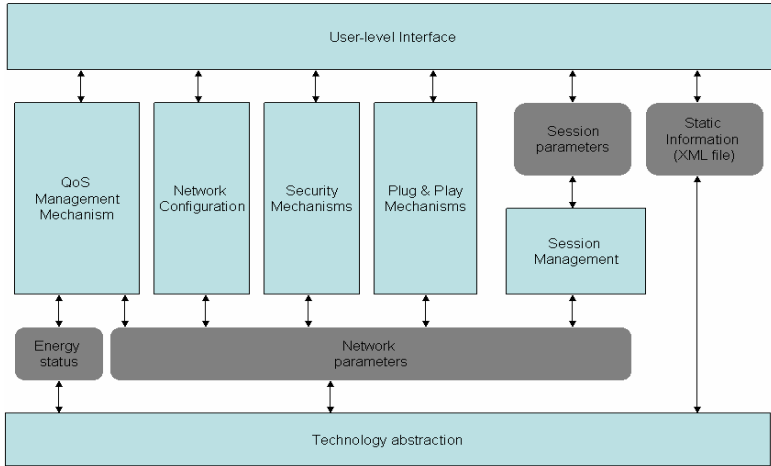 User-level Interface
QoS
Management
Mechanism
Network
Configuration
Security
Mechanisms
Plug & Play
Mechanisms
Session
parameters
Static
Information
(XML file)
Session
Management
Energy
status
Network
parameters
Technology abstraction